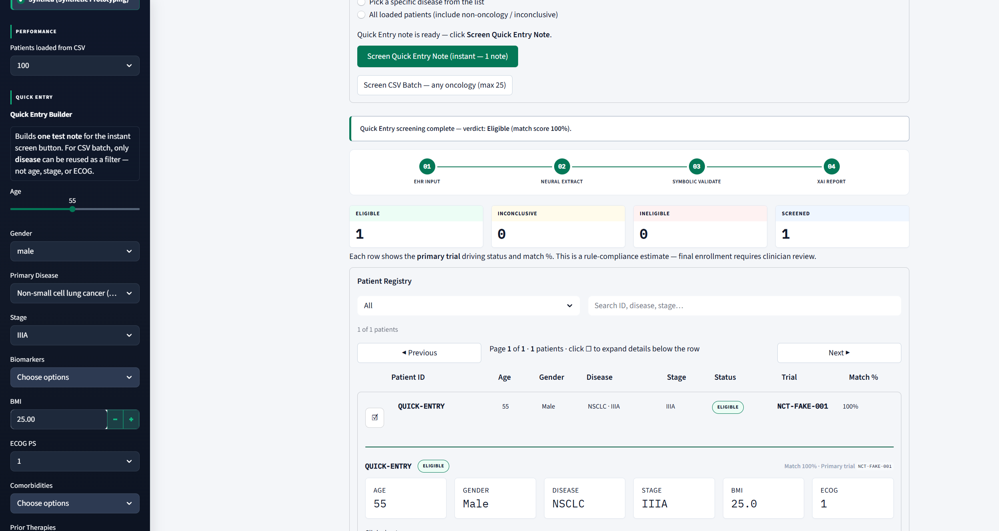 Synthea (Synthetic Prototyping)
PERFORMANCE
Patients loaded from CSV
100
QUICK ENTRY
Quick Entry Builder
Builds one test note for the instant
screen button. For CSV batch, only
disease can be reused as a filter —
not age, stage, or ECOG.
Age
55
Gender
male
Primary Disease
Non-small cell lung cancer (...
Stage
IIIA
Biomarkers
Choose options
BMI
25.00
ECOG PS
1
Comorbidities
Choose options
Prior Therapies
Pick a specific disease from the list
All loaded patients (include non-oncology / inconclusive)
Quick Entry note is ready — click Screen Quick Entry Note.
Screen Quick Entry Note (instant — 1 note)
Screen CSV Batch — any oncology (max 25)
Quick Entry screening complete — verdict: Eligible (match score 100%).
01 02 03 04
EHR INPUT NEURAL EXTRACT SYMBOLIC VALIDATE XAI REPORT
ELIGIBLE INCONCLUSIVE INELIGIBLE SCREENED
1 0 0 1
Each row shows the primary trial driving status and match %. This is a rule-compliance estimate — final enrollment requires clinician review.
Patient Registry
All Search ID, disease, stage...
1 of 1 patients
◄ Previous Page 1 of 1 · 1 patients · click ☐ to expand details below the row Next ►
Patient ID Age Gender Disease Stage Status Trial Match %
QUICK-ENTRY 55 Male NSCLC · IIIA IIIA ELIGIBLE NCT-FAKE-001 100%
QUICK-ENTRY ELIGIBLE Match 100% · Primary trial NCT-FAKE-001
AGE GENDER DISEASE STAGE BMI ECOG
55 Male NSCLC IIIA 25.0 1